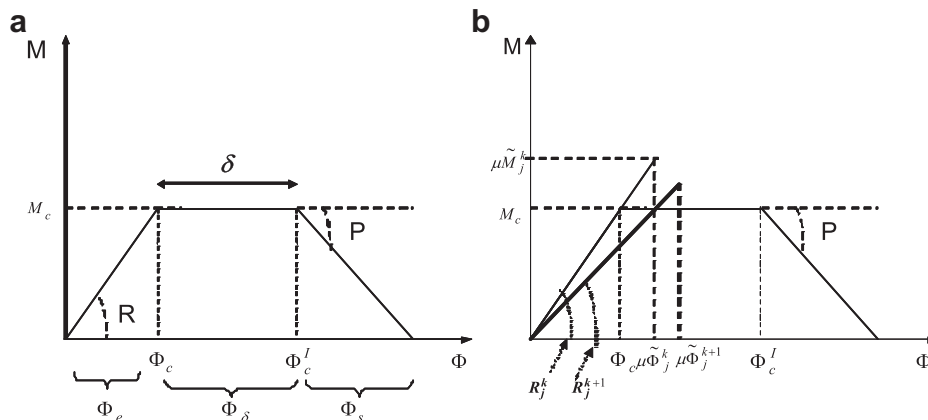 a
M
δ
M_c
P
R
Φ_c
Φ_c^I
Φ
Φ_e
Φ_δ
Φ_s
b
M
μM̃_j^k
M_c
P
Φ_c
μΦ̃_j^k
μΦ̃_j^{k+1}
Φ_c^I
Φ
R_j^k
R_j^{k+1}